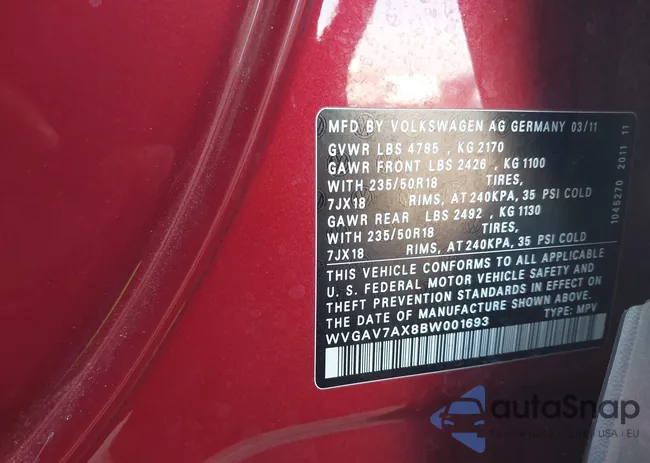 MFD BY VOLKSWAGEN AG GERMANY 03/11
GVWR LBS 4785 , KG 2170
GAWR FRONT LBS 2426 , KG 1100
WITH 235/50R18 TIRES,
7JX18 RIMS, AT 240KPA, 35 PSI COLD
GAWR REAR LBS 2492 , KG 1130
WITH 235/50R18 TIRES,
7JX18 RIMS, AT 240KPA, 35 PSI COLD
THIS VEHICLE CONFORMS TO ALL APPLICABLE
U. S. FEDERAL MOTOR VEHICLE SAFETY AND
THEFT PREVENTION STANDARDS IN EFFECT ON
THE DATE OF MANUFACTURE SHOWN ABOVE.
WVGAV7AX8BW001693 TYPE: MPV
1045270 2011 11
autoSnap
USA | EU